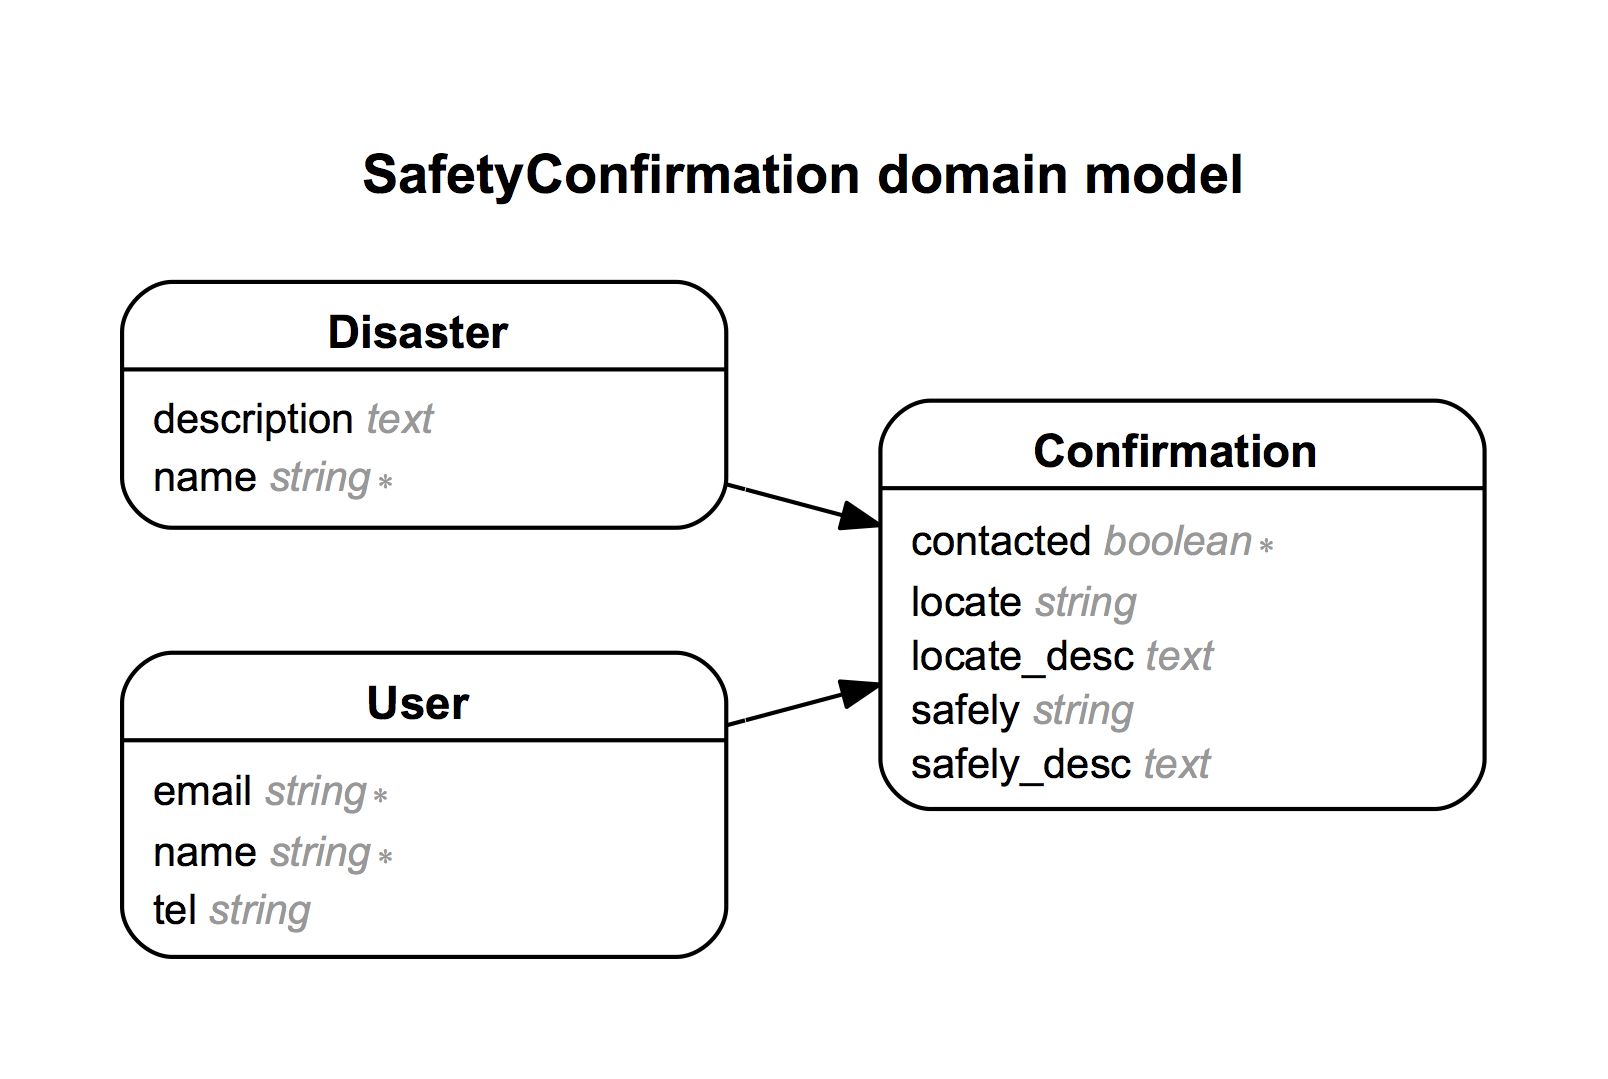 SafetyConfirmation domain model
Disaster
description text
name string *
User
email string *
name string *
tel string
Confirmation
contacted boolean *
locate string
locate_desc text
safely string
safely_desc text